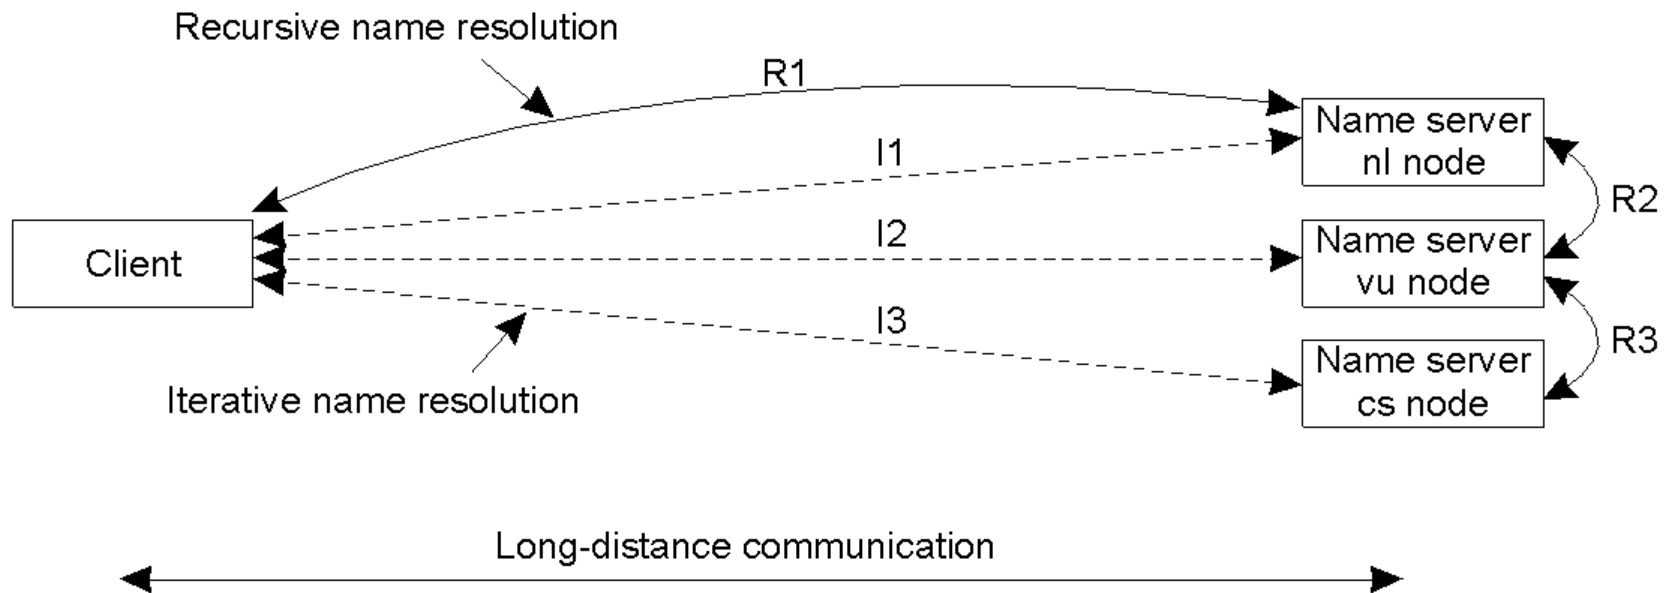 Recursive name resolution
R1
Name server
nl node
I1
R2
Client
I2
Name server
vu node
I3
R3
Name server
cs node
Iterative name resolution
Long-distance communication